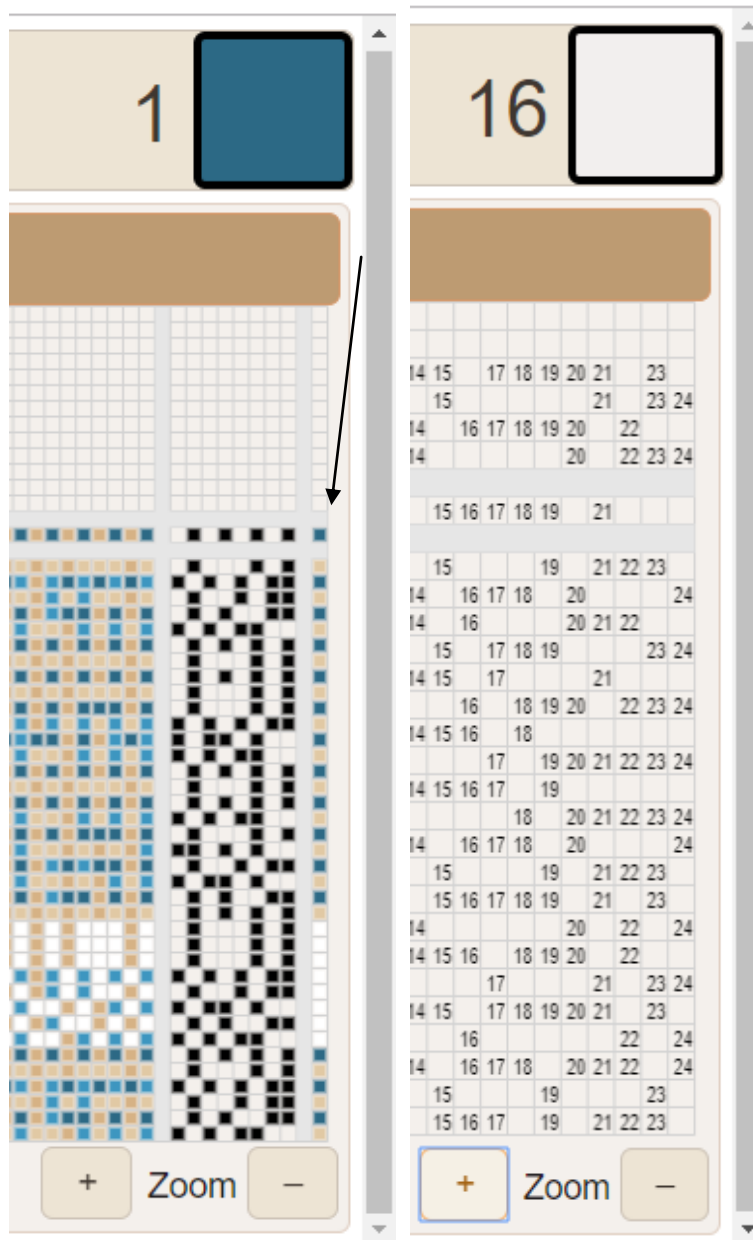 1
+ Zoom –
16
14 15 17 18 19 20 21 23
15 21 23 24
14 16 17 18 19 20 22
14 20 22 23 24
15 16 17 18 19 21
15 19 21 22 23
14 16 17 18 20 24
14 16 20 21 22
15 17 18 19 23 24
14 15 17 21
16 18 19 20 22 23 24
14 15 16 18
17 19 20 21 22 23 24
14 15 16 17 19
18 20 21 22 23 24
14 16 17 18 20 24
15 19 21 22 23
15 16 17 18 19 21 23
14 20 22 24
14 15 16 18 19 20 22
17 21 23 24
14 15 17 18 19 20 21 23
16 22 24
14 16 17 18 20 21 22 24
15 19 23
15 16 17 19 21 22 23
+ Zoom –